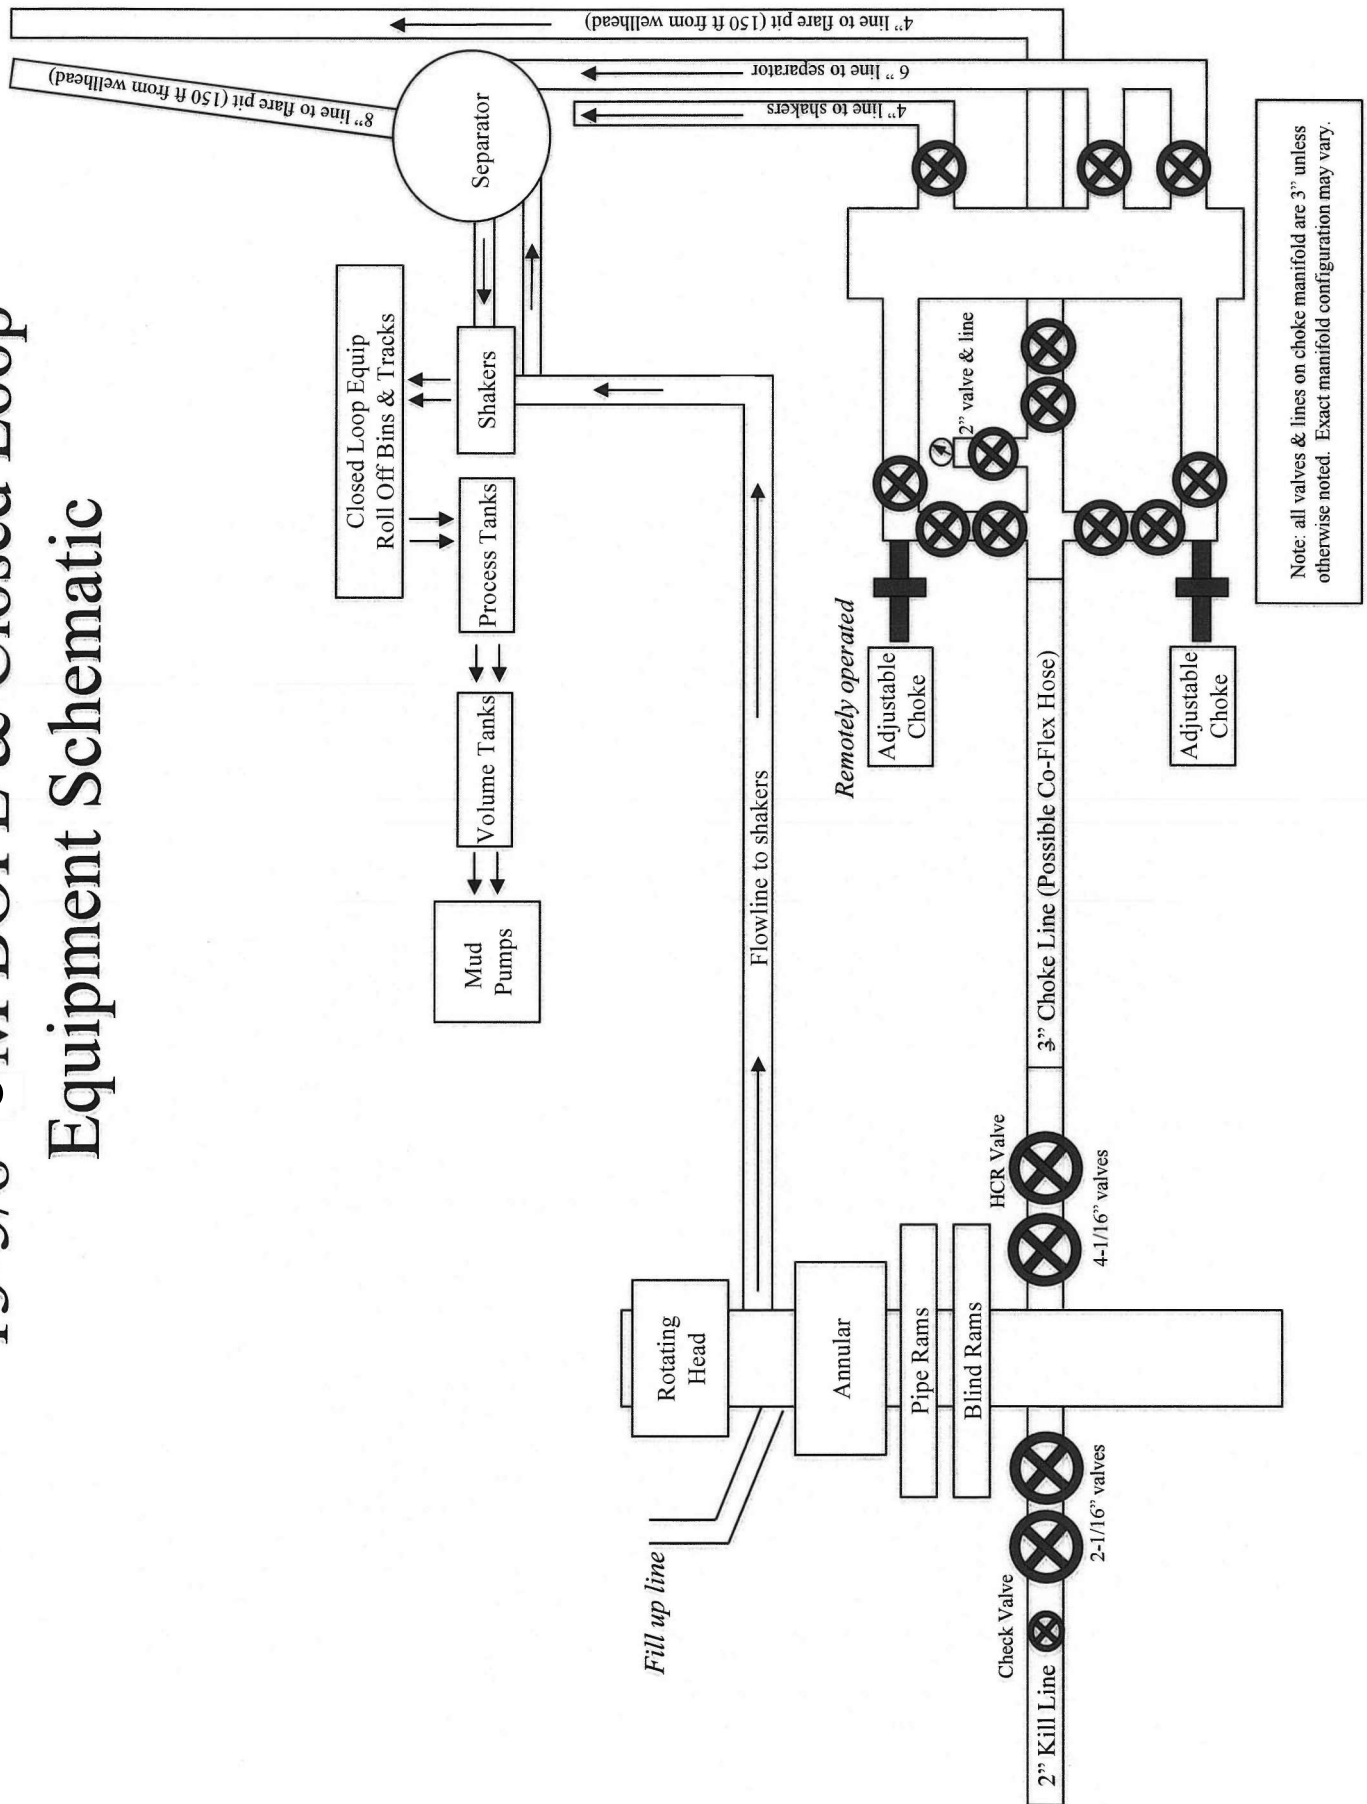 Equipment Schematic
4” line to flare pit (150 ft from wellhead)
8” line to flare pit (150 ft from wellhead)
6” line to separator
4” line to shakers
Separator
Closed Loop Equip
Roll Off Bins & Tracks
Shakers
Process Tanks
Volume Tanks
Mud
Pumps
Flowline to shakers
2” valve & line
Remotely operated
Adjustable
Choke
Adjustable
Choke
Note: all valves & lines on choke manifold are 3” unless
otherwise noted. Exact manifold configuration may vary.
3” Choke Line (Possible Co-Flex Hose)
HCR Valve
4-1/16” valves
Rotating
Head
Annular
Pipe Rams
Blind Rams
Fill up line
2-1/16” valves
Check Valve
2” Kill Line